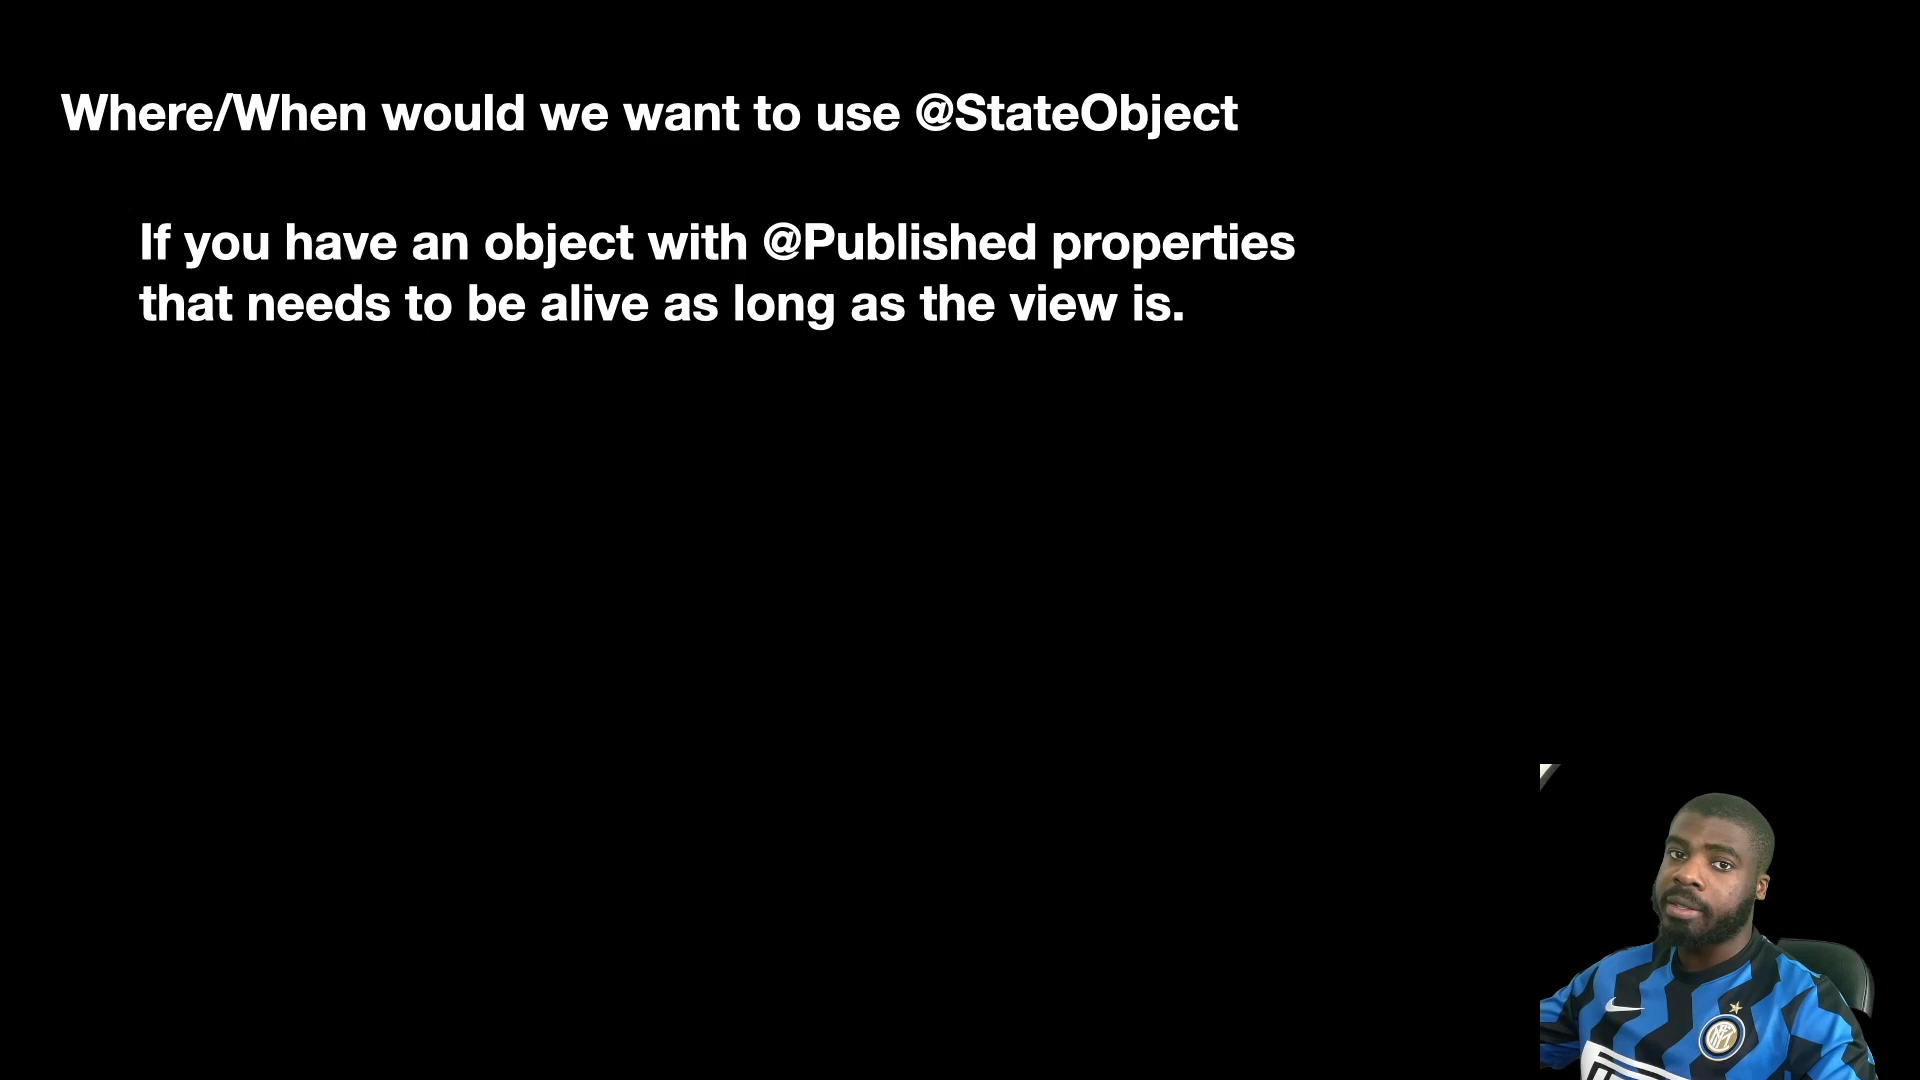 Where/When would we want to use @StateObject
If you have an object with @Published properties
that needs to be alive as long as the view is.